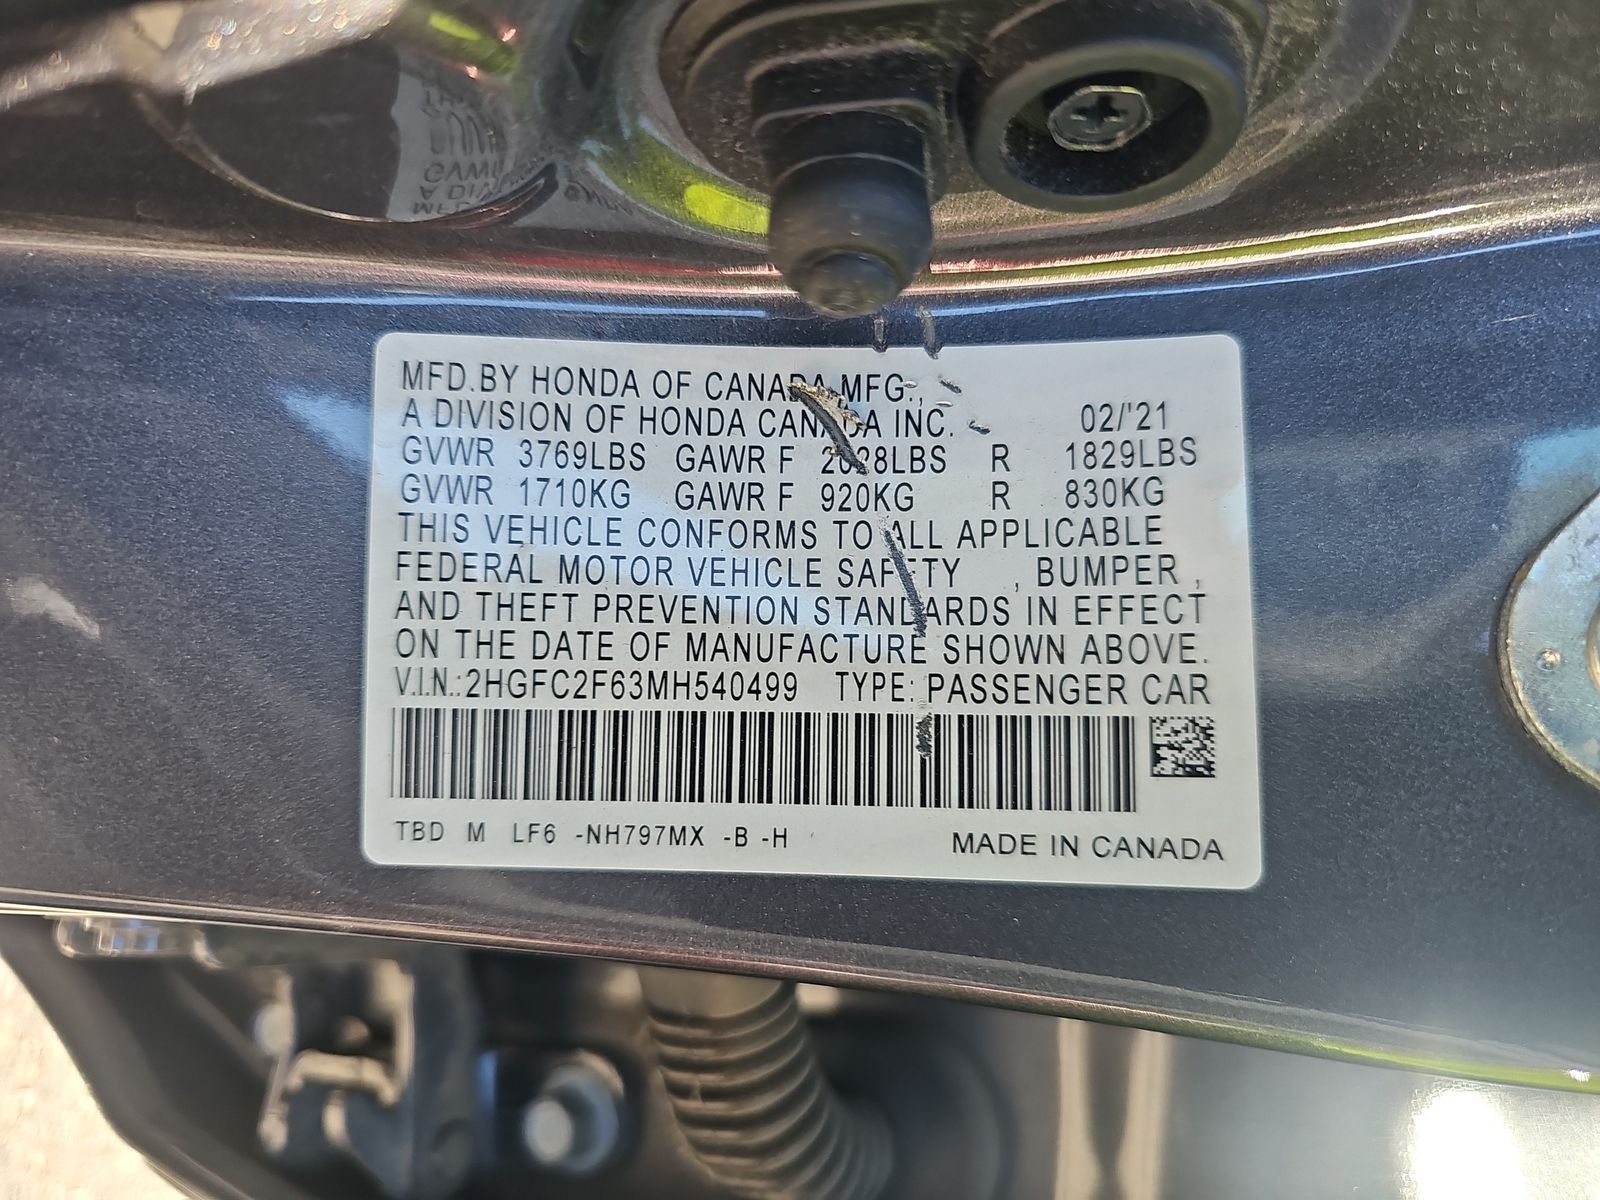 MFD.BY HONDA OF CANADA MFG.,
A DIVISION OF HONDA CANADA INC. 02/'21
GVWR 3769LBS GAWR F 2028LBS R 1829LBS
GVWR 1710KG GAWR F 920KG R 830KG
THIS VEHICLE CONFORMS TO ALL APPLICABLE
FEDERAL MOTOR VEHICLE SAFETY , BUMPER ,
AND THEFT PREVENTION STANDARDS IN EFFECT
ON THE DATE OF MANUFACTURE SHOWN ABOVE.
V.I.N.:2HGFC2F63MH540499 TYPE: PASSENGER CAR
TBD M LF6 -NH797MX -B -H MADE IN CANADA